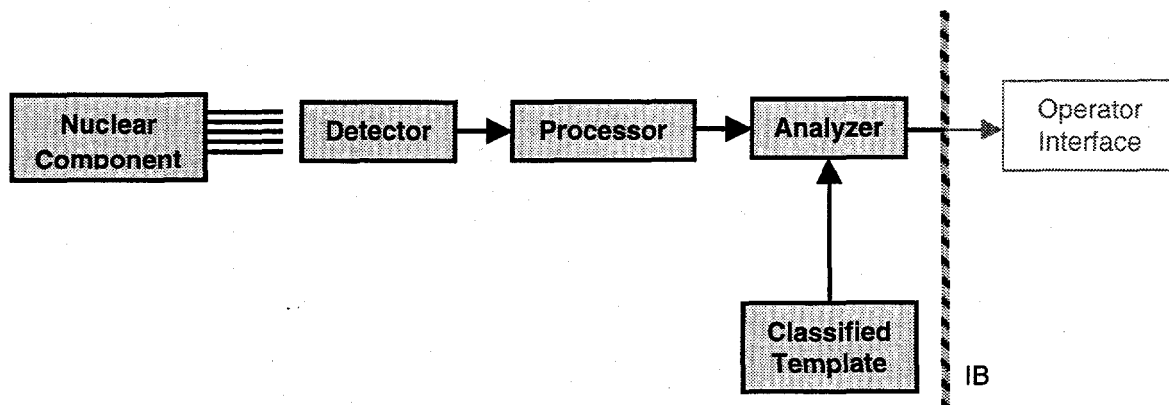 Nuclear
Component
Detector
Processor
Analyzer
Operator
Interface
Classified
Template
IB